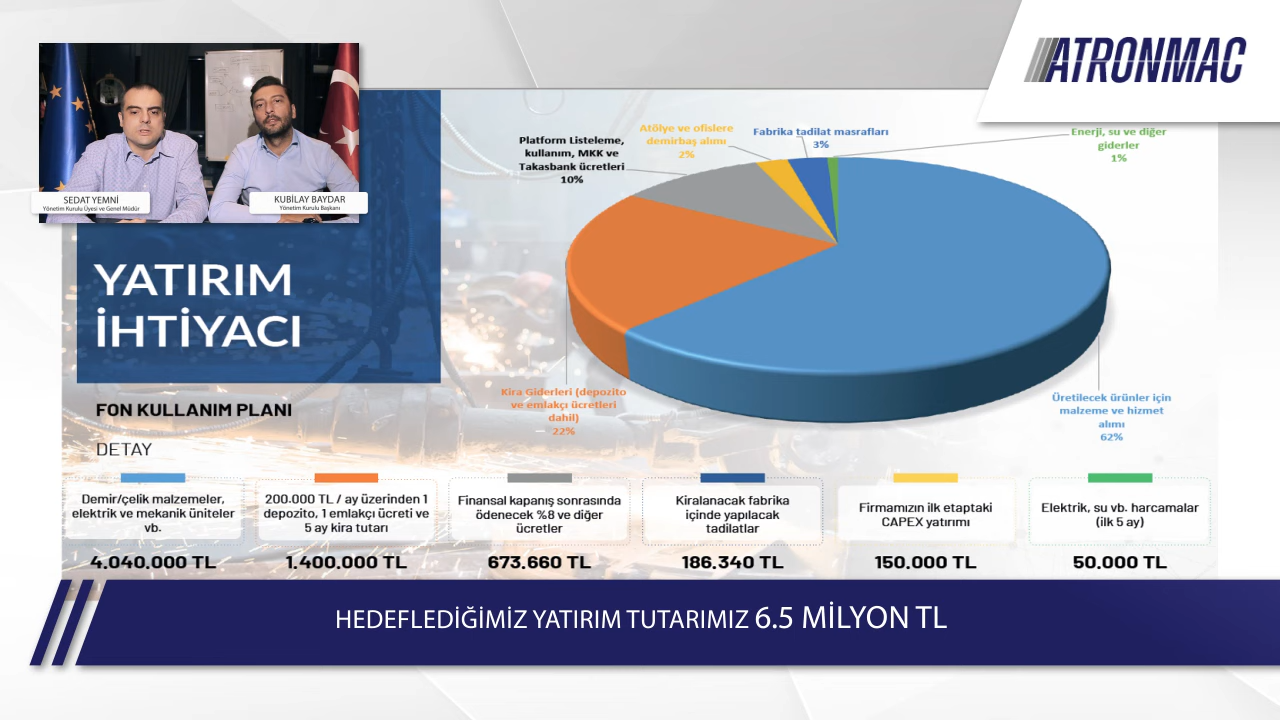 ATRONMAC
SEDAT YEMNİ
Yönetim Kurulu Üyesi ve Genel Müdür
KUBİLAY BAYDAR
Yönetim Kurulu Başkanı
YATIRIM
İHTİYACI
FON KULLANIM PLANI
DETAY
Platform Listeleme,
kullanım, MKK ve
Takasbank ücretleri
10%
Atölye ve ofislere
demirbaş alımı
2%
Fabrika tadilat masrafları
3%
Enerji, su ve diğer
giderler
1%
Kira Giderleri (depozito
ve emlakçı ücretleri
dahil)
22%
Üretilecek ürünler için
malzeme ve hizmet
alımı
62%
Demir/çelik malzemeler,
elektrik ve mekanik üniteler
vb.
4.040.000 TL
200.000 TL / ay üzerinden 1
depozito, 1 emlakçı ücreti ve
5 ay kira tutarı
1.400.000 TL
Finansal kapanış sonrasında
ödenecek %8 ve diğer
ücretler
673.660 TL
Kiralanacak fabrika
içinde yapılacak
tadilatlar
186.340 TL
Firmamızın ilk etaptaki
CAPEX yatırımı
150.000 TL
Elektrik, su vb. harcamalar
(ilk 5 ay)
50.000 TL
HEDEFLEDİĞİMİZ YATIRIM TUTARIMIZ 6.5 MİLYON TL